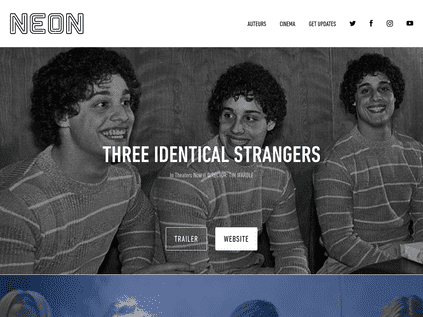 NEON
AUTEURS CINEMA GET UPDATES
THREE IDENTICAL STRANGERS
In Theaters Now // DIRECTOR: TIM WARDLE
TRAILER WEBSITE